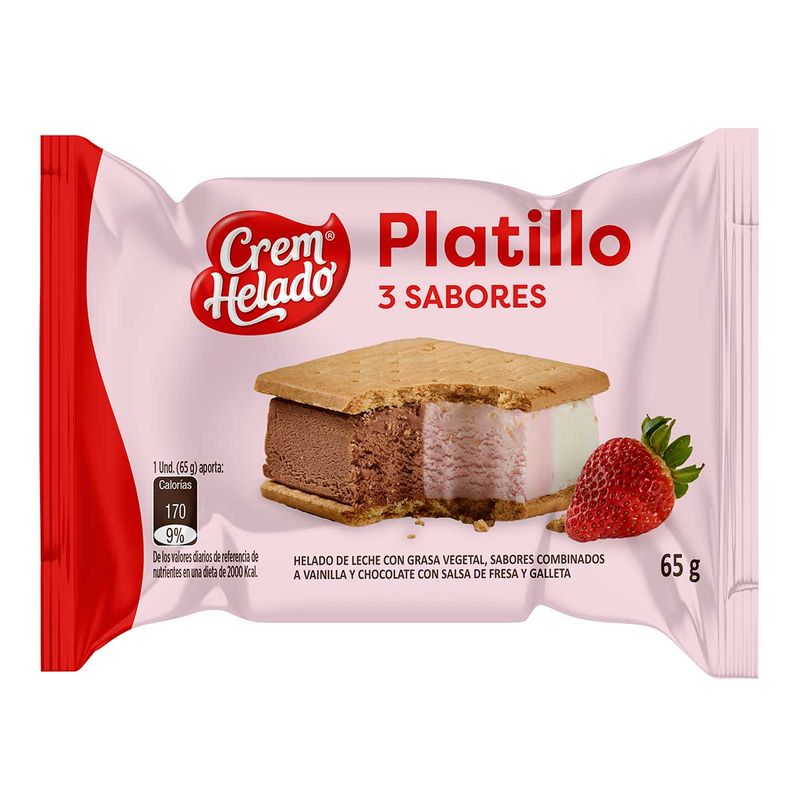 Crem®
Helado
Platillo
3 SABORES
1 Und. (65 g) aporta:
Calorías
170
9%
De los valores diarios de referencia de
nutrientes en una dieta de 2000 Kcal.
HELADO DE LECHE CON GRASA VEGETAL, SABORES COMBINADOS
A VAINILLA Y CHOCOLATE CON SALSA DE FRESA Y GALLETA
65 g